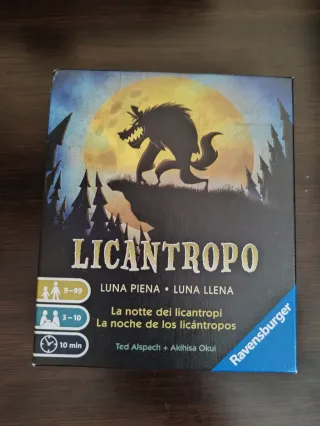 LICANTROPO
LUNA PIENA • LUNA LLENA
9-99
La notte dei licantropi
3-10
La noche de los licántropos
10 min
Ted Alspach + Akihisa Okui
Ravensburger